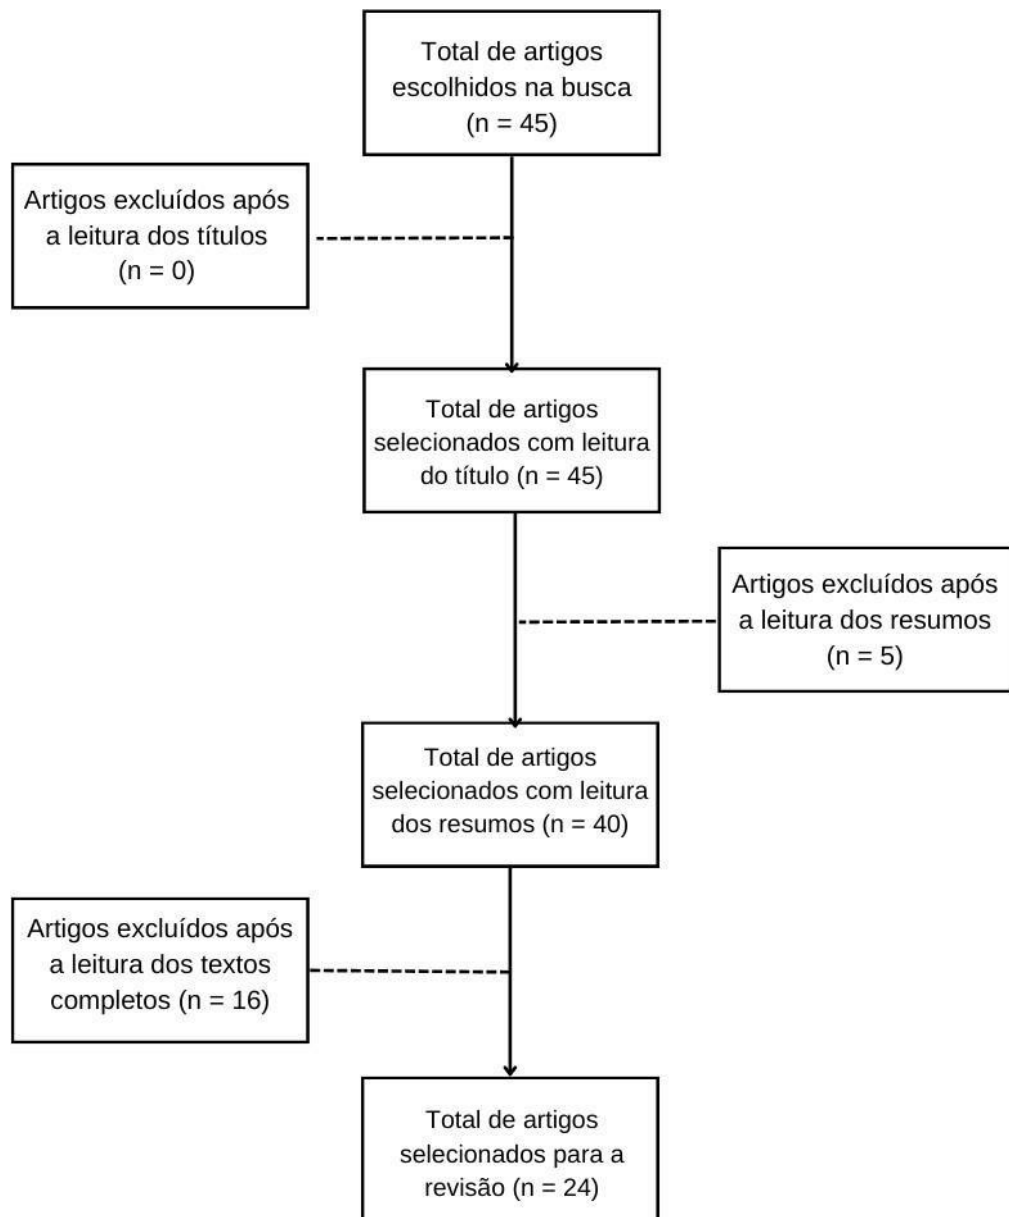 Total de artigos
escolhidos na busca
(n = 45)
Artigos excluídos após
a leitura dos títulos
(n = 0)
Total de artigos
selecionados com leitura
do título (n = 45)
Artigos excluídos após
a leitura dos resumos
(n = 5)
Total de artigos
selecionados com leitura
dos resumos (n = 40)
Artigos excluídos após
a leitura dos textos
completos (n = 16)
Total de artigos
selecionados para a
revisão (n = 24)